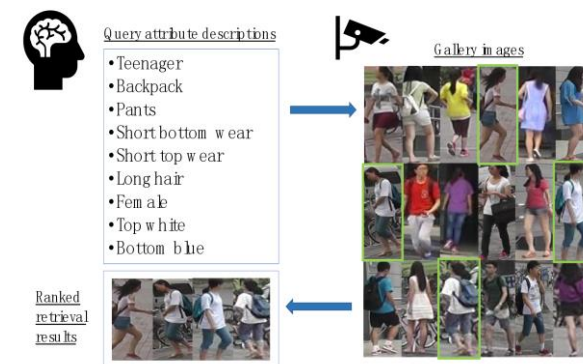 Query attribute descriptions
Gallery images
•Teenager
•Backpack
•Pants
•Short bottom wear
•Short top wear
•Long hair
•Female
•Top white
•Bottom blue
Ranked
retrieval
results